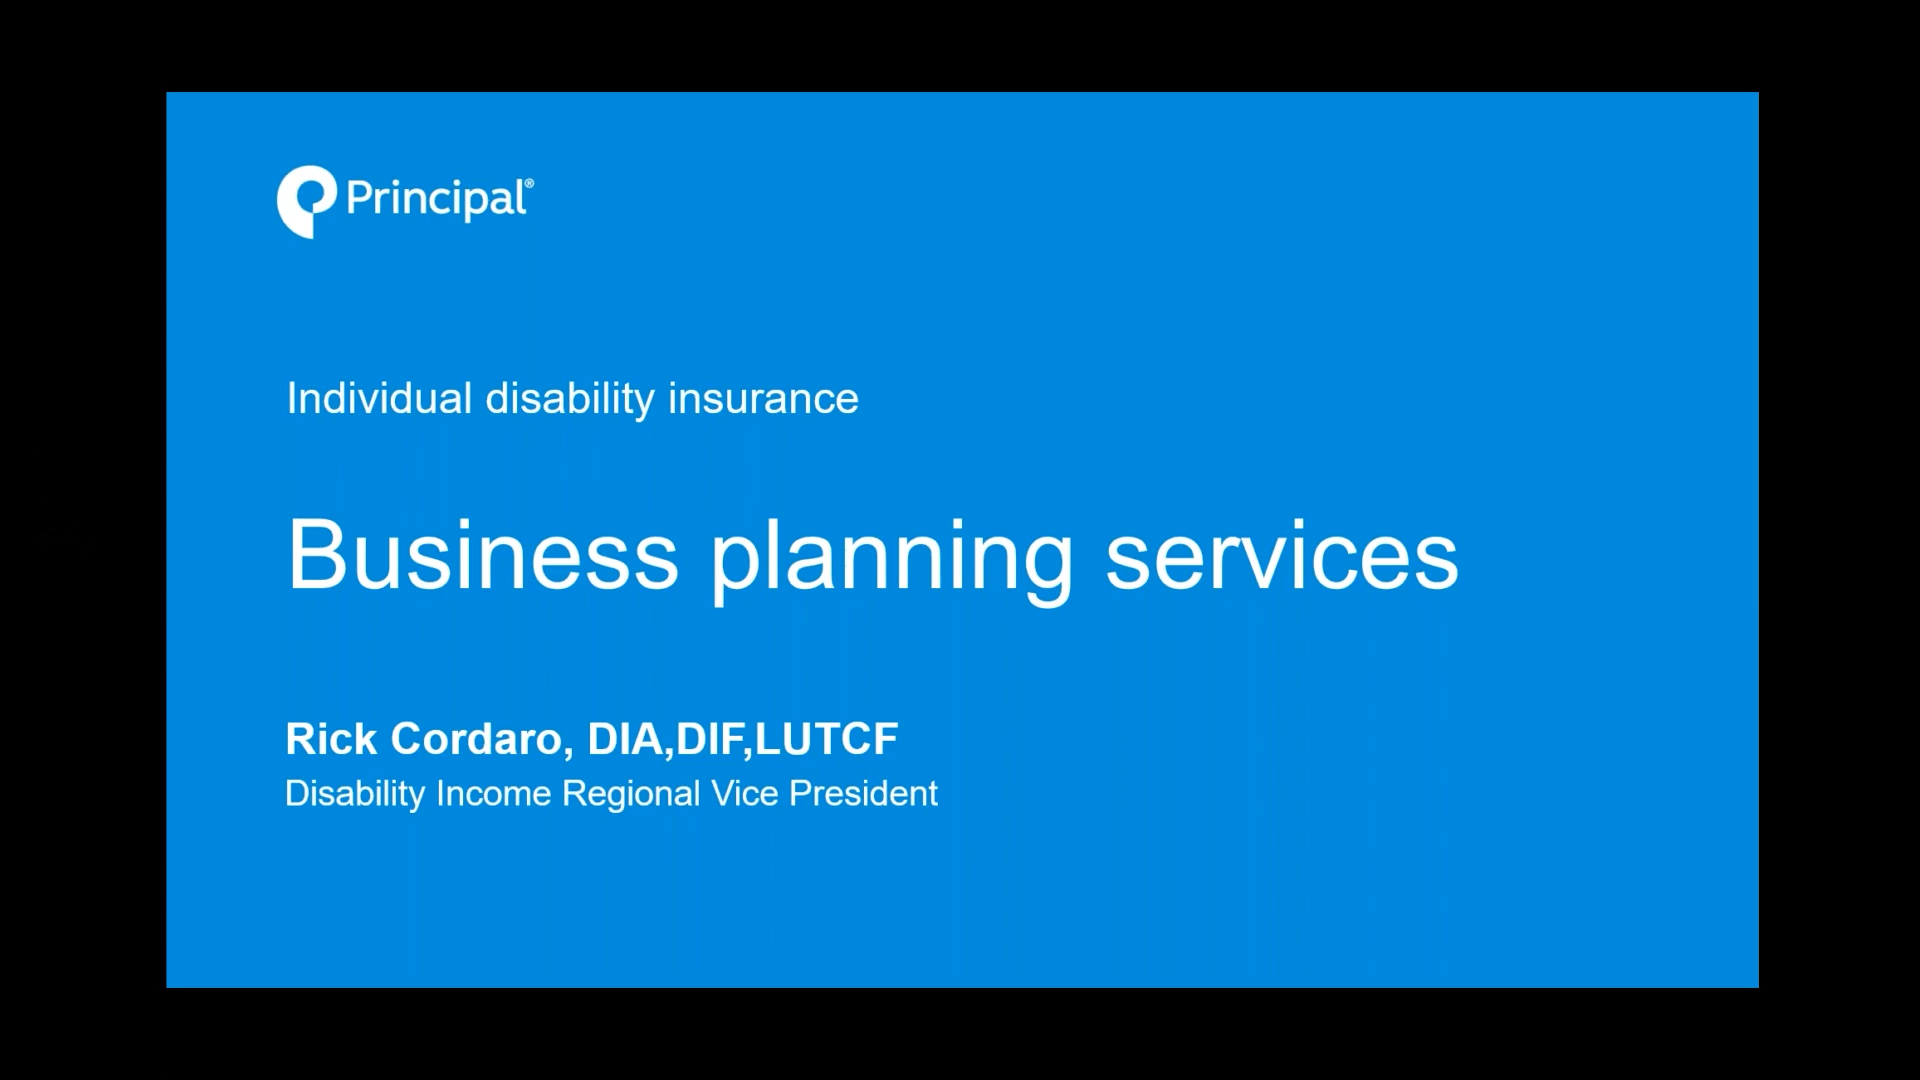 Principal®
Individual disability insurance
Business planning services
Rick Cordaro, DIA,DIF,LUTCF
Disability Income Regional Vice President